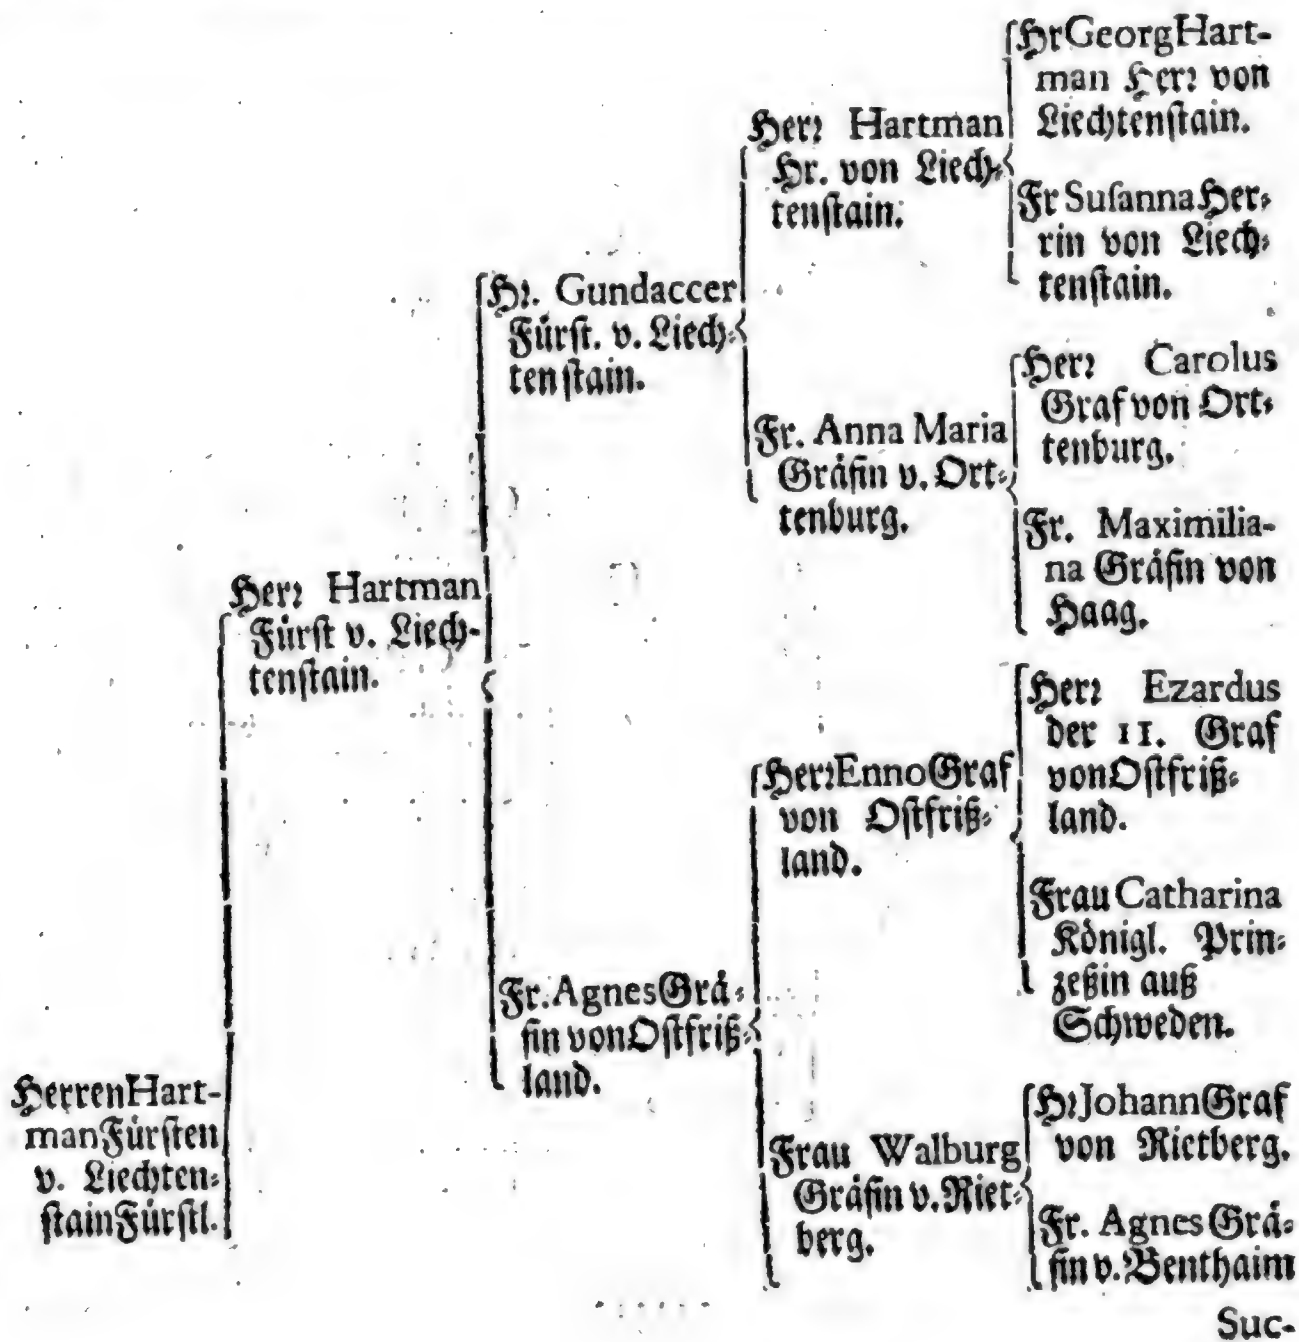 HrGeorgHart-
man Herr von
Liechtenstain.
Herr Hartman
Hr. von Liech-
tenstain.
Fr Susanna Her-
rin von Liech-
tenstain.
Hr. Gundaccer
Fürst. v. Liech-
tenstain.
Herr Carolus
Graf von Ort-
tenburg.
Fr. Anna Maria
Gräfin v. Ort-
tenburg.
Fr. Maximilia-
na Gräfin von
Haag.
Herr Hartman
Fürst v. Liech-
tenstain.
Herr Ezardus
der II. Graf
von Ostfriß-
land.
Herr Enno Graf
von Ostfriß-
land.
Frau Catharina
Königl. Prin-
zeßin auß
Schweden.
Fr. Agnes Grä-
fin von Ostfriß-
land.
Herren Hart-
man Fürsten
v. Liechten-
stain Fürstl.
Hr Johann Graf
von Rietberg.
Frau Walburg
Gräfin v. Riet-
berg.
Fr. Agnes Grä-
fin v. Benthaim
Suc-